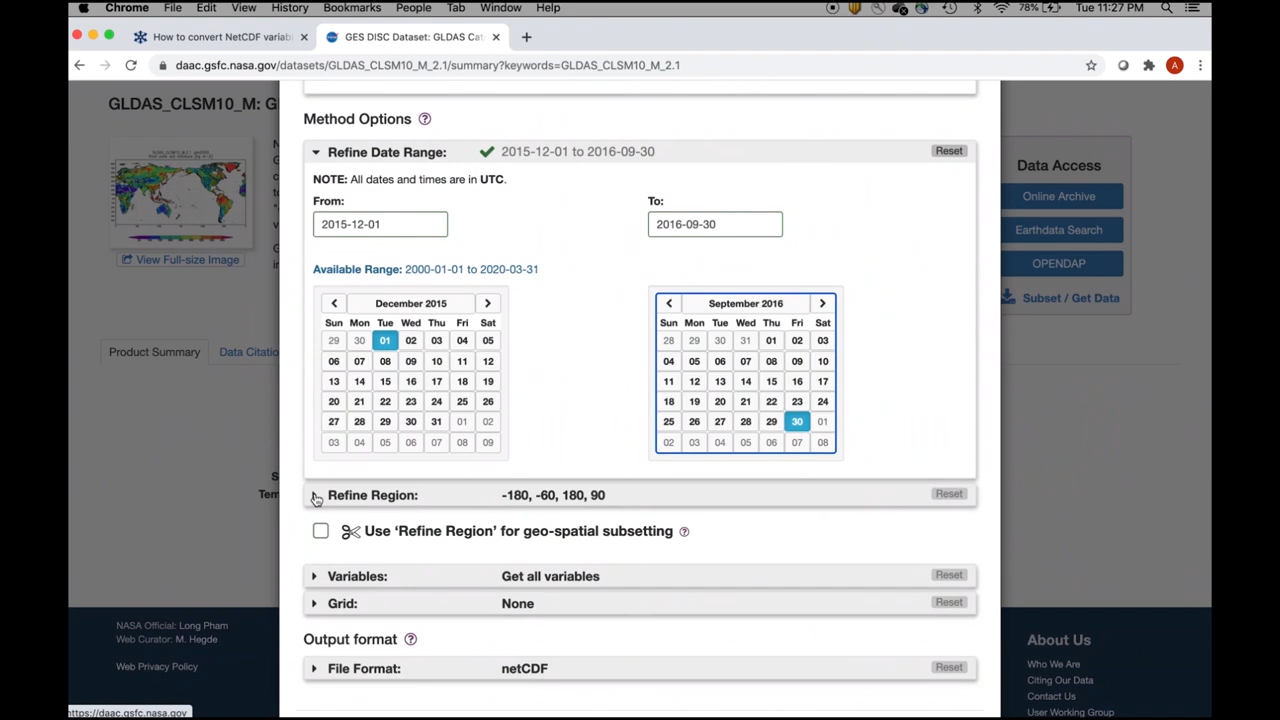 Chrome File Edit View History Bookmarks People Tab Window Help 78% Tue 11:27 PM
How to convert NetCDF variabl
GES DISC Dataset: GLDAS Cat
daac.gsfc.nasa.gov/datasets/GLDAS_CLSM10_M_2.1/summary?keywords=GLDAS_CLSM10_M_2.1
A
GLDAS_CLSM10_M: G
View Full-size Image
Product Summary
Data Citatio
Method Options
Refine Date Range: 2015-12-01 to 2016-09-30 Reset
NOTE: All dates and times are in UTC.
From: To:
2015-12-01 2016-09-30
Available Range: 2000-01-01 to 2020-03-31
December 2015
Sun Mon Tue Wed Thu Fri Sat
29 30 01 02 03 04 05
06 07 08 09 10 11 12
13 14 15 16 17 18 19
20 21 22 23 24 25 26
27 28 29 30 31 01 02
03 04 05 06 07 08 09
September 2016
Sun Mon Tue Wed Thu Fri Sat
28 29 30 31 01 02 03
04 05 06 07 08 09 10
11 12 13 14 15 16 17
18 19 20 21 22 23 24
25 26 27 28 29 30 01
02 03 04 05 06 07 08
Refine Region: -180, -60, 180, 90 Reset
Use ‘Refine Region’ for geo-spatial subsetting ?
Variables: Get all variables Reset
Grid: None Reset
Output format ?
File Format: netCDF Reset
Data Access
Online Archive
Earthdata Search
OPENDAP
Subset / Get Data
NASA Official: Long Pham
Web Curator: M. Hegde
Web Privacy Policy
About Us
Who We Are
Citing Our Data
Contact Us
User Working Group
https://daac.gsfc.nasa.gov